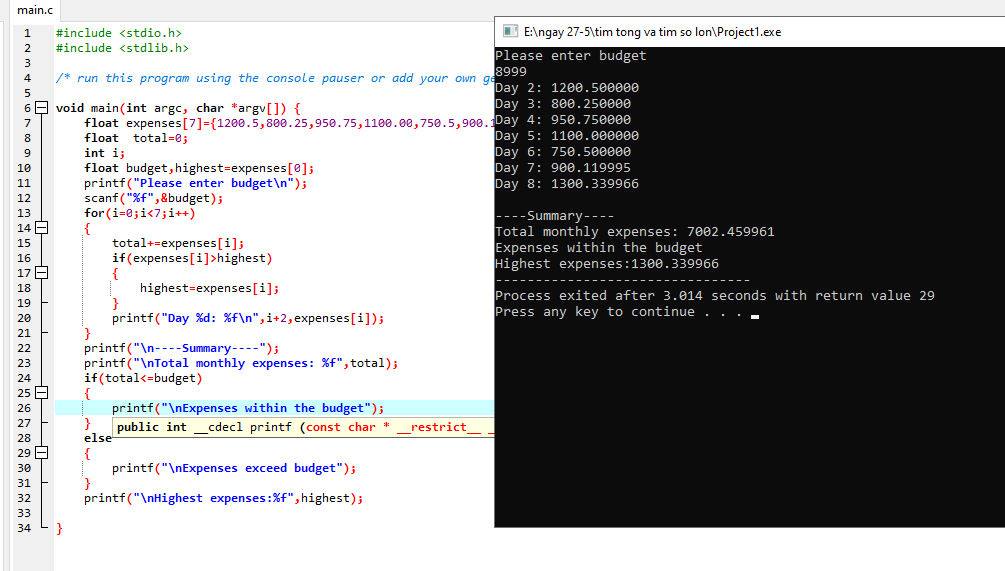 main.c
1 #include <stdio.h>
2 #include <stdlib.h>
3
4 /* run this program using the console pauser or add your own ge
5
6 void main(int argc, char *argv[]) {
7 float expenses[7]={1200.5,800.25,950.75,1100.00,750.5,900.1
8 float  total=0;
9 int i;
10 float budget,highest=expenses[0];
11 printf("Please enter budget\n");
12 scanf("%f",&budget);
13 for(i=0;i<7;i++)
14 {
15 total+=expenses[i];
16 if(expenses[i]>highest)
17 {
18 highest=expenses[i];
19 }
20 printf("Day %d: %f\n",i+2,expenses[i]);
21 }
22 printf("\n----Summary----");
23 printf("\nTotal monthly expenses: %f",total);
24 if(total<=budget)
25 {
26 printf("\nExpenses within the budget");
27 }
public int __cdecl printf (const char * __restrict__ _
28 else
29 {
30 printf("\nExpenses exceed budget");
31 }
32 printf("\nHighest expenses:%f",highest);
33
34 }
E:\ngay 27-5\tim tong va tim so lon\Project1.exe
Please enter budget
8999
Day 2: 1200.500000
Day 3: 800.250000
Day 4: 950.750000
Day 5: 1100.000000
Day 6: 750.500000
Day 7: 900.119995
Day 8: 1300.339966
----Summary----
Total monthly expenses: 7002.459961
Expenses within the budget
Highest expenses:1300.339966
--------------------------------
Process exited after 3.014 seconds with return value 29
Press any key to continue . . .